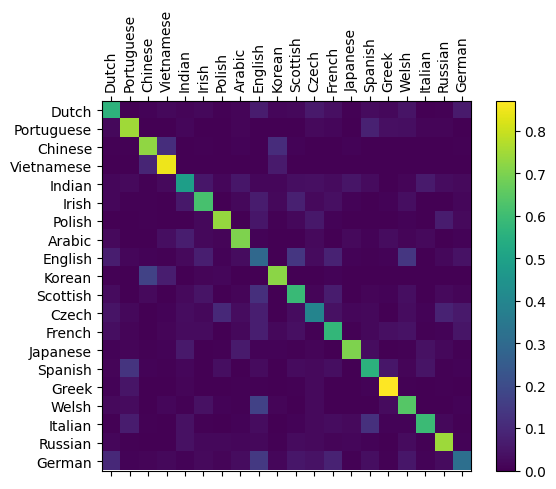 Dutch
Portuguese
Chinese
Vietnamese
Indian
Irish
Polish
Arabic
English
Korean
Scottish
Czech
French
Japanese
Spanish
Greek
Welsh
Italian
Russian
German
Dutch
Portuguese
Chinese
Vietnamese
Indian
Irish
Polish
Arabic
English
Korean
Scottish
Czech
French
Japanese
Spanish
Greek
Welsh
Italian
Russian
German
0.8
0.7
0.6
0.5
0.4
0.3
0.2
0.1
0.0